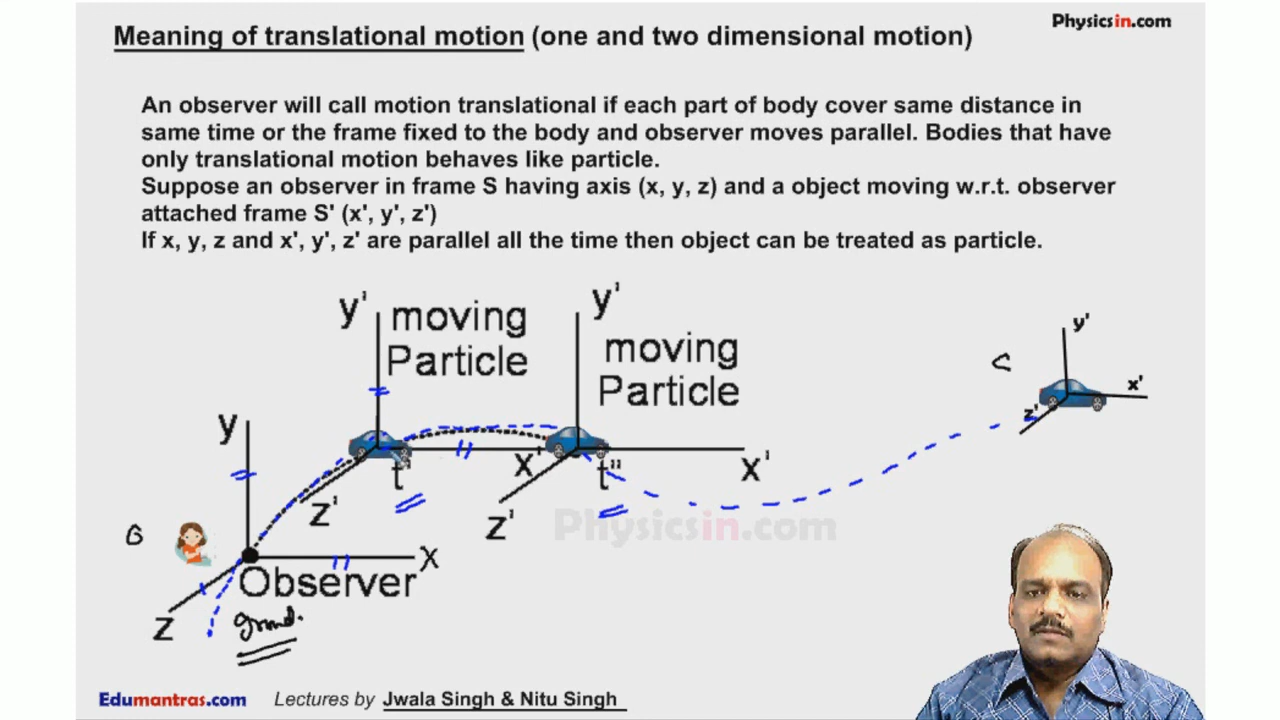 Physicsin.com
Meaning of translational motion (one and two dimensional motion)
An observer will call motion translational if each part of body cover same distance in
same time or the frame fixed to the body and observer moves parallel. Bodies that have
only translational motion behaves like particle.
Suppose an observer in frame S having axis (x, y, z) and a object moving w.r.t. observer
attached frame S' (x', y', z')
If x, y, z and x', y', z' are parallel all the time then object can be treated as particle.
y'
moving
Particle
y'
moving
Particle
y'
x'
z'
y
t'
x'
z'
t''
x'
z'
Physicsin.com
x
Observer
z
Edumantras.com
Lectures by Jwala Singh & Nitu Singh